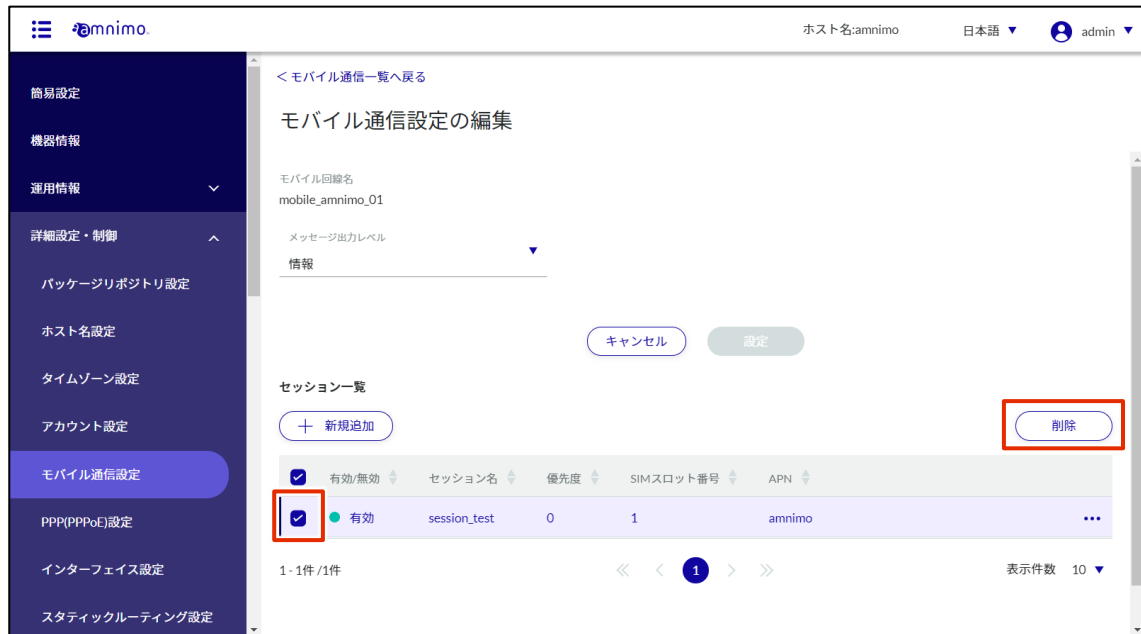 amnimo.
ホスト名:amnimo
日本語
admin
簡易設定
機器情報
運用情報
詳細設定・制御
パッケージリポジトリ設定
ホスト名設定
タイムゾーン設定
アカウント設定
モバイル通信設定
PPP(PPPoE)設定
インターフェイス設定
スタティックルーティング設定
<モバイル通信一覧へ戻る
モバイル通信設定の編集
モバイル回線名
mobile_amnimo_01
メッセージ出力レベル
情報
キャンセル 設定
セッション一覧
+ 新規追加 削除
有効/無効 セッション名 優先度 SIMスロット番号 APN
有効 session_test 0 1 amnimo •••
1 - 1件 /1件 1 表示件数 10